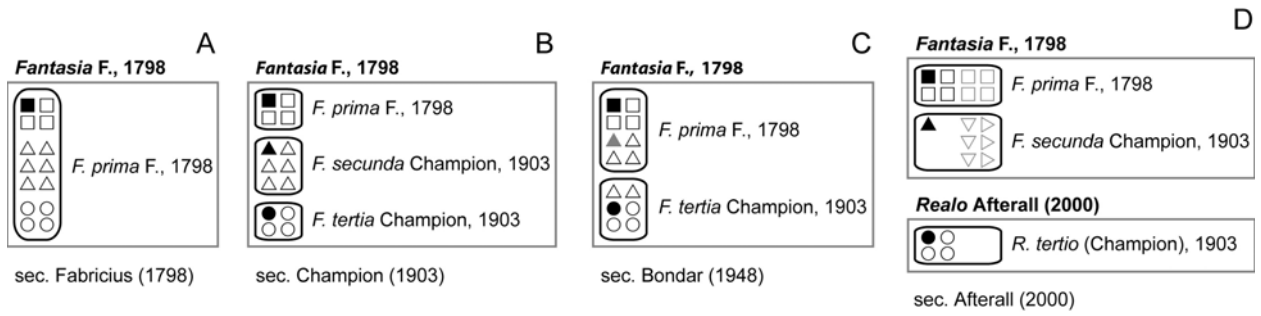 A
Fantasia F., 1798
F. prima F., 1798
sec. Fabricius (1798)
B
Fantasia F., 1798
F. prima F., 1798
F. secunda Champion, 1903
F. tertia Champion, 1903
sec. Champion (1903)
C
Fantasia F., 1798
F. prima F., 1798
F. tertia Champion, 1903
sec. Bondar (1948)
D
Fantasia F., 1798
F. prima F., 1798
F. secunda Champion, 1903
Realo Afterall (2000)
R. tertio (Champion), 1903
sec. Afterall (2000)